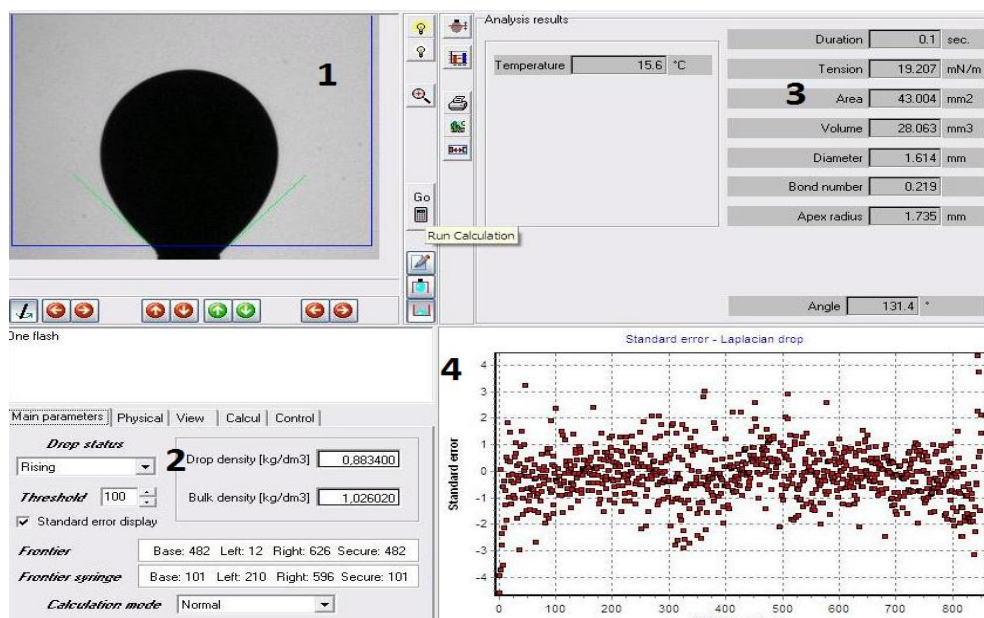 1
Go
Run Calculation
Analysis results
Temperature 15.6 °C
Duration 0.1 sec.
Tension 19.207 mN/m
3
Area 43.004 mm2
Volume 28.063 mm3
Diameter 1.614 mm
Bond number 0.219
Apex radius 1.735 mm
Angle 131.4 °
One flash
Main parameters Physical View Calcul Control
Drop status
Rising
2
Drop density [kg/dm3] 0,883400
Threshold 100
Bulk density [kg/dm3] 1,026020
Standard error display
Frontier Base: 482 Left: 12 Right: 626 Secure: 482
Frontier syringe Base: 101 Left: 210 Right: 596 Secure: 101
Calculation mode Normal
4
Standard error - Laplacian drop
Standard error
4
3
2
1
0
-1
-2
-3
-4
0 100 200 300 400 500 600 700 800